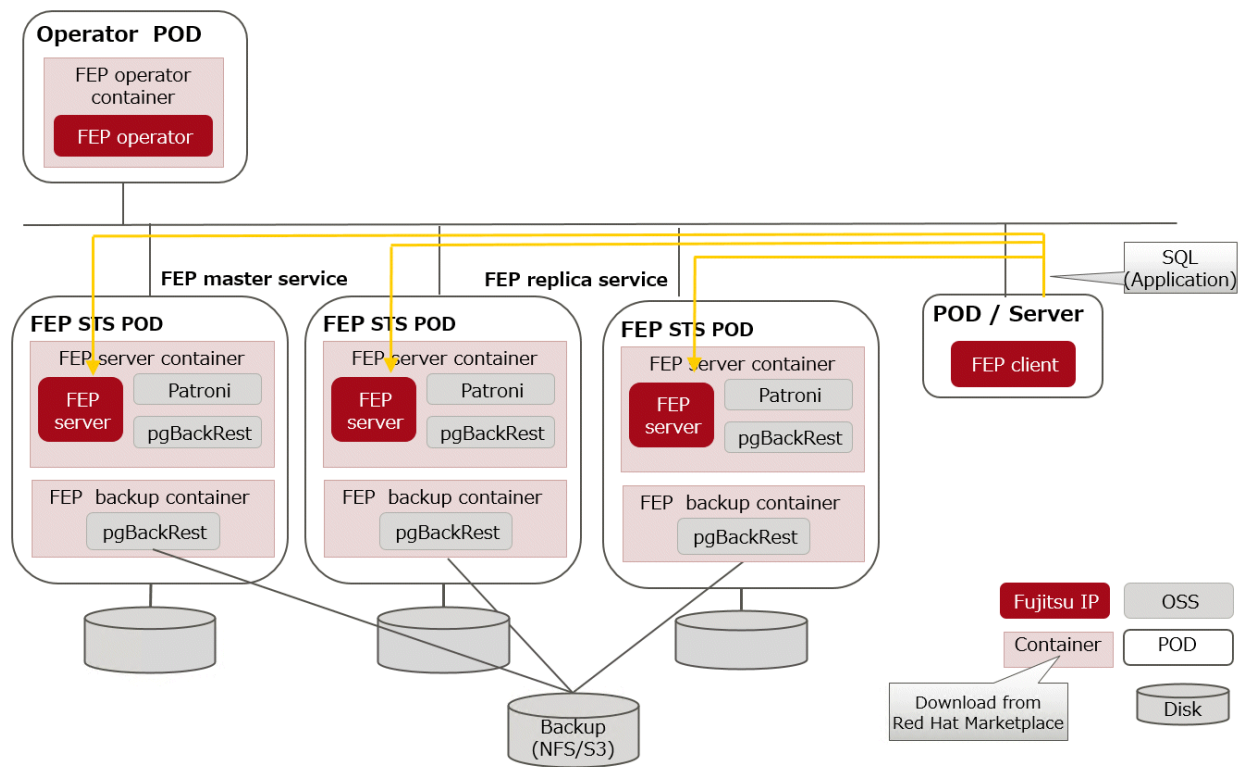 Operator POD
FEP operator
container
FEP operator
FEP master service
FEP replica service
SQL
(Application)
FEP STS POD
FEP server container
FEP
server
Patroni
pgBackRest
FEP backup container
pgBackRest
FEP STS POD
FEP server container
FEP
server
Patroni
pgBackRest
FEP backup container
pgBackRest
FEP STS POD
FEP server container
FEP
server
Patroni
pgBackRest
FEP backup container
pgBackRest
POD / Server
FEP client
Backup
(NFS/S3)
Fujitsu IP
OSS
Container
POD
Download from
Red Hat Marketplace
Disk